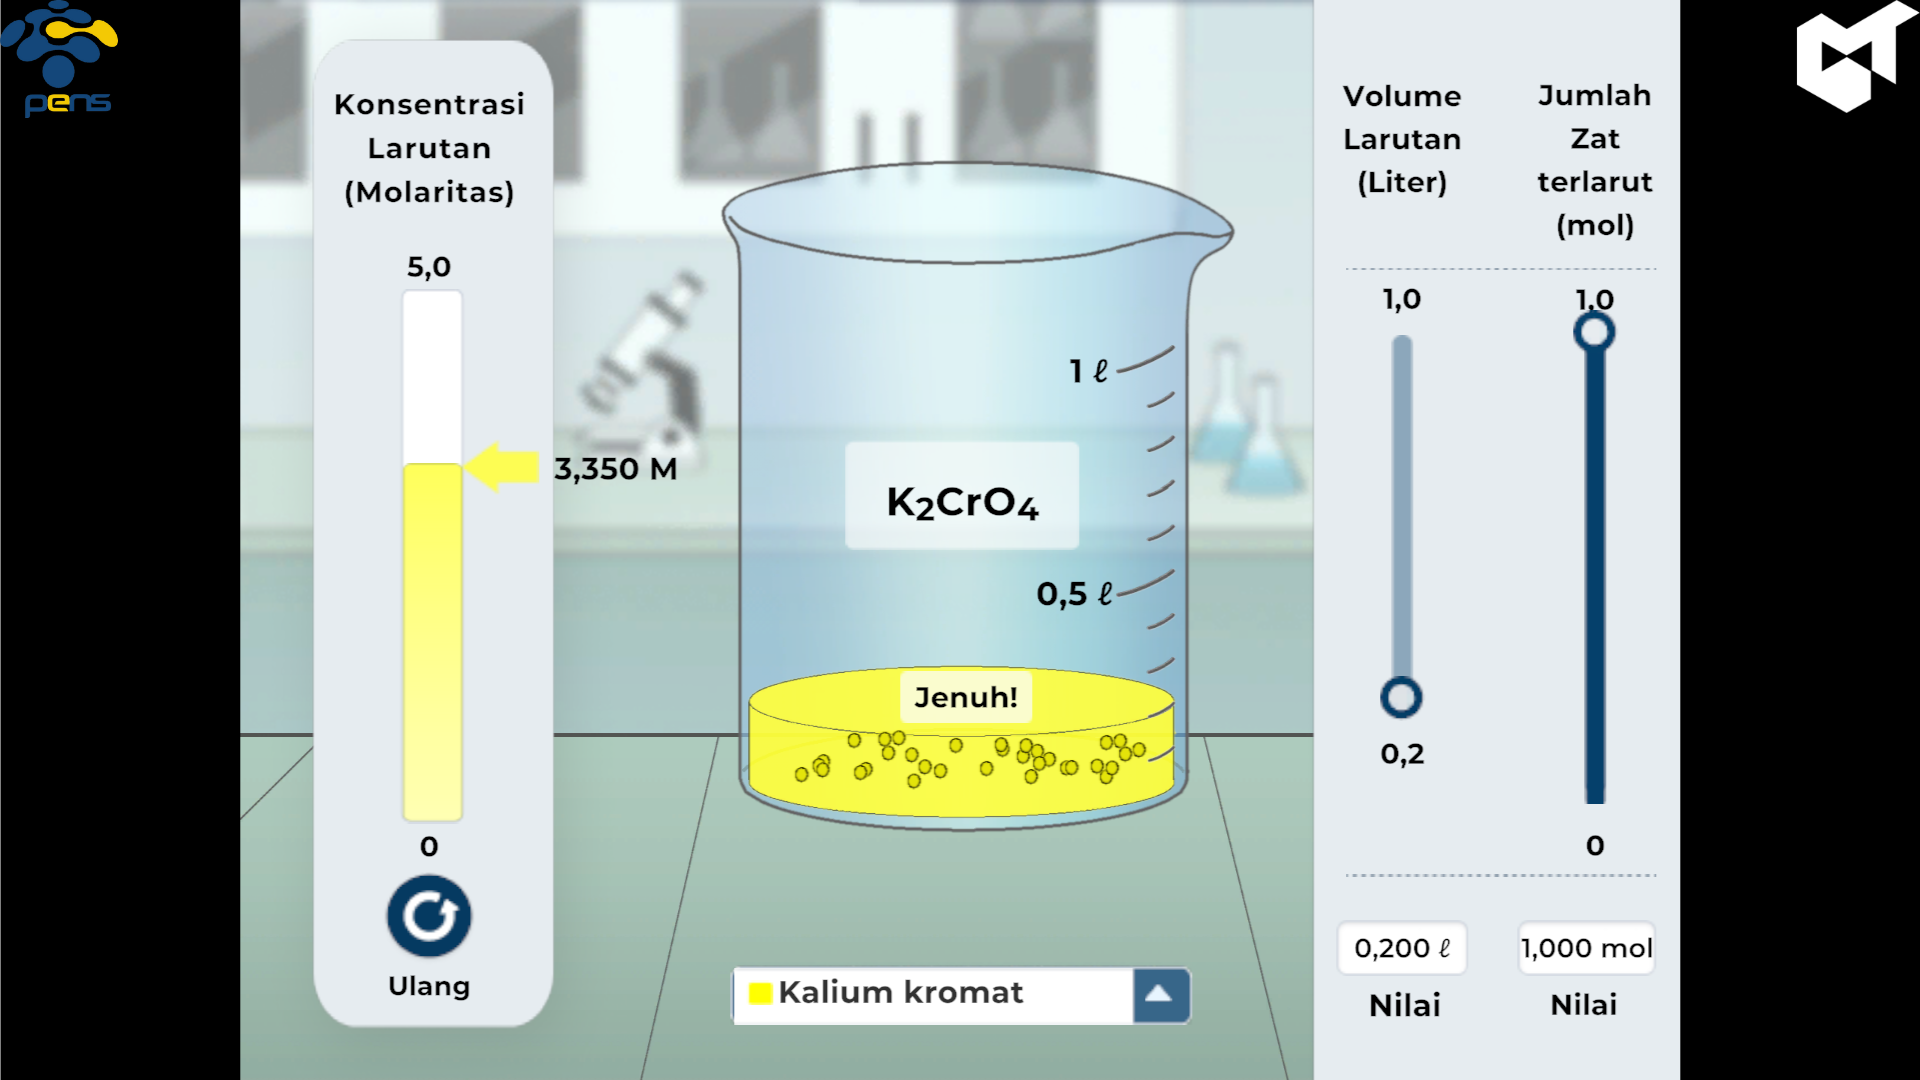 pens
Konsentrasi
Larutan
(Molaritas)
5,0
3,350 M
0
Ulang
1 ℓ
K₂CrO₄
0,5 ℓ
Jenuh!
Kalium kromat
Volume
Larutan
(Liter)
1,0
0,2
0,200 ℓ
Nilai
Jumlah
Zat
terlarut
(mol)
1,0
0
1,000 mol
Nilai